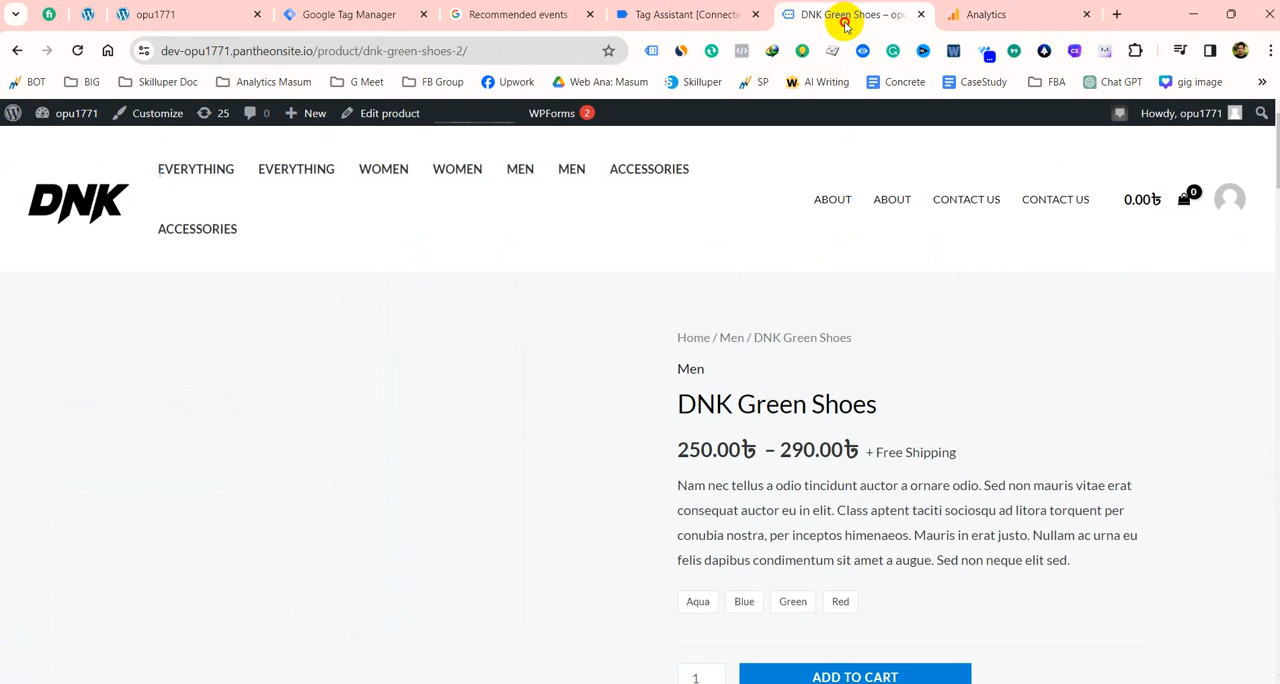 opu1771
Google Tag Manager
Recommended events
Tag Assistant [Connecte
DNK Green Shoes – opu
Analytics
dev-opu1771.pantheonsite.io/product/dnk-green-shoes-2/
BOT
BIG
Skilluper Doc
Analytics Masum
G Meet
FB Group
Upwork
Web Ana: Masum
Skilluper
SP
AI Writing
Concrete
CaseStudy
FBA
Chat GPT
gig image
»
opu1771
Customize
25
0
New
Edit product
WPForms 2
Howdy, opu1771
DNK
EVERYTHING
EVERYTHING
WOMEN
WOMEN
MEN
MEN
ACCESSORIES
ACCESSORIES
ABOUT
ABOUT
CONTACT US
CONTACT US
0.00৳
0
Home / Men / DNK Green Shoes
Men
DNK Green Shoes
250.00৳ – 290.00৳ + Free Shipping
Nam nec tellus a odio tincidunt auctor a ornare odio. Sed non mauris vitae erat
consequat auctor eu in elit. Class aptent taciti sociosqu ad litora torquent per
conubia nostra, per inceptos himenaeos. Mauris in erat justo. Nullam ac urna eu
felis dapibus condimentum sit amet a augue. Sed non neque elit sed.
Aqua
Blue
Green
Red
1
ADD TO CART